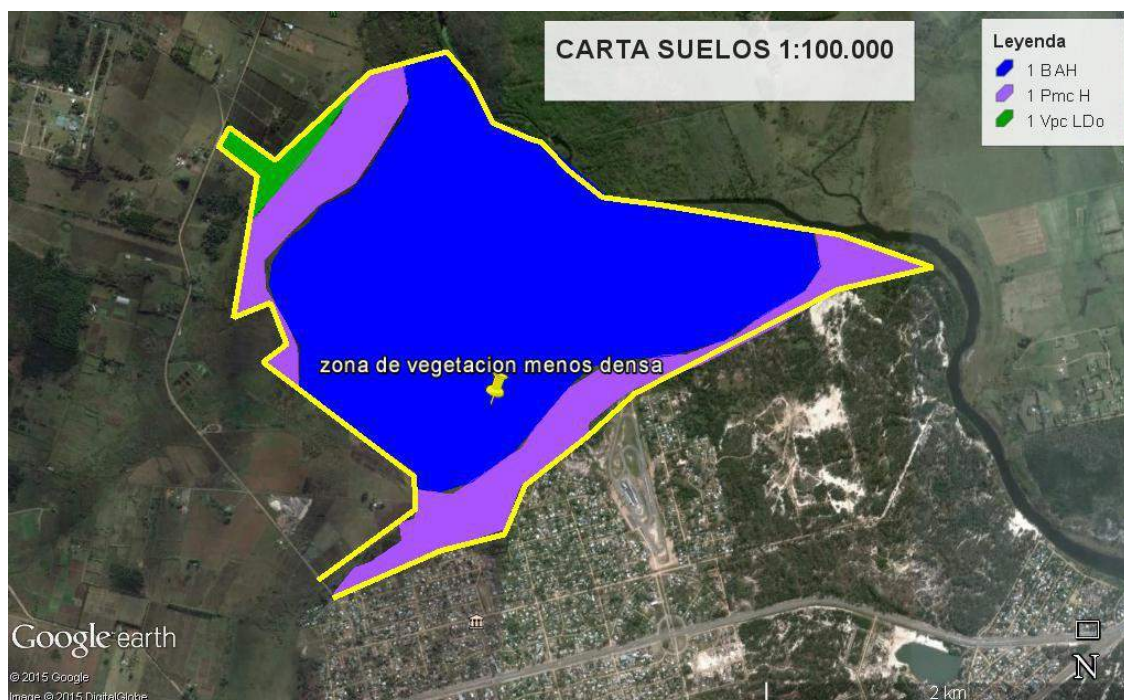 CARTA SUELOS 1:100.000
Leyenda
1 BAH
1 Pmc H
1 Vpc LDo
zona de vegetacion menos densa
Google earth
© 2015 Google
Image © 2015 DigitalGlobe
N
2 km